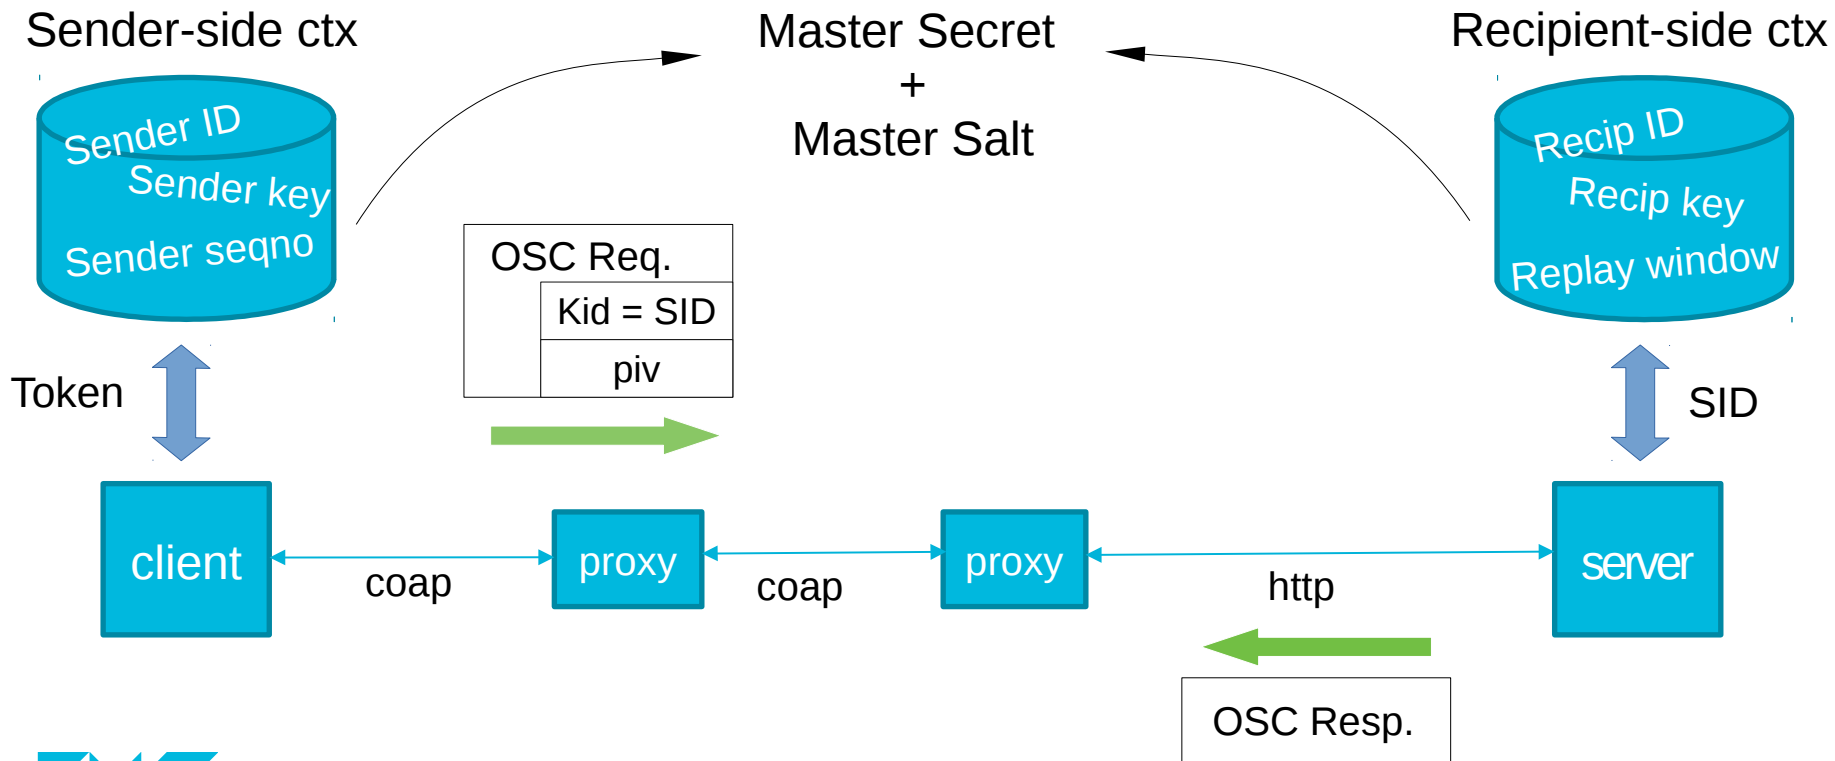 Sender-side ctx
Master Secret
+
Master Salt
Recipient-side ctx
Sender ID
Sender key
Sender seqno
Recip ID
Recip key
Replay window
OSC Req.
Kid = SID
piv
Token
SID
client
coap
proxy
coap
proxy
http
server
OSC Resp.